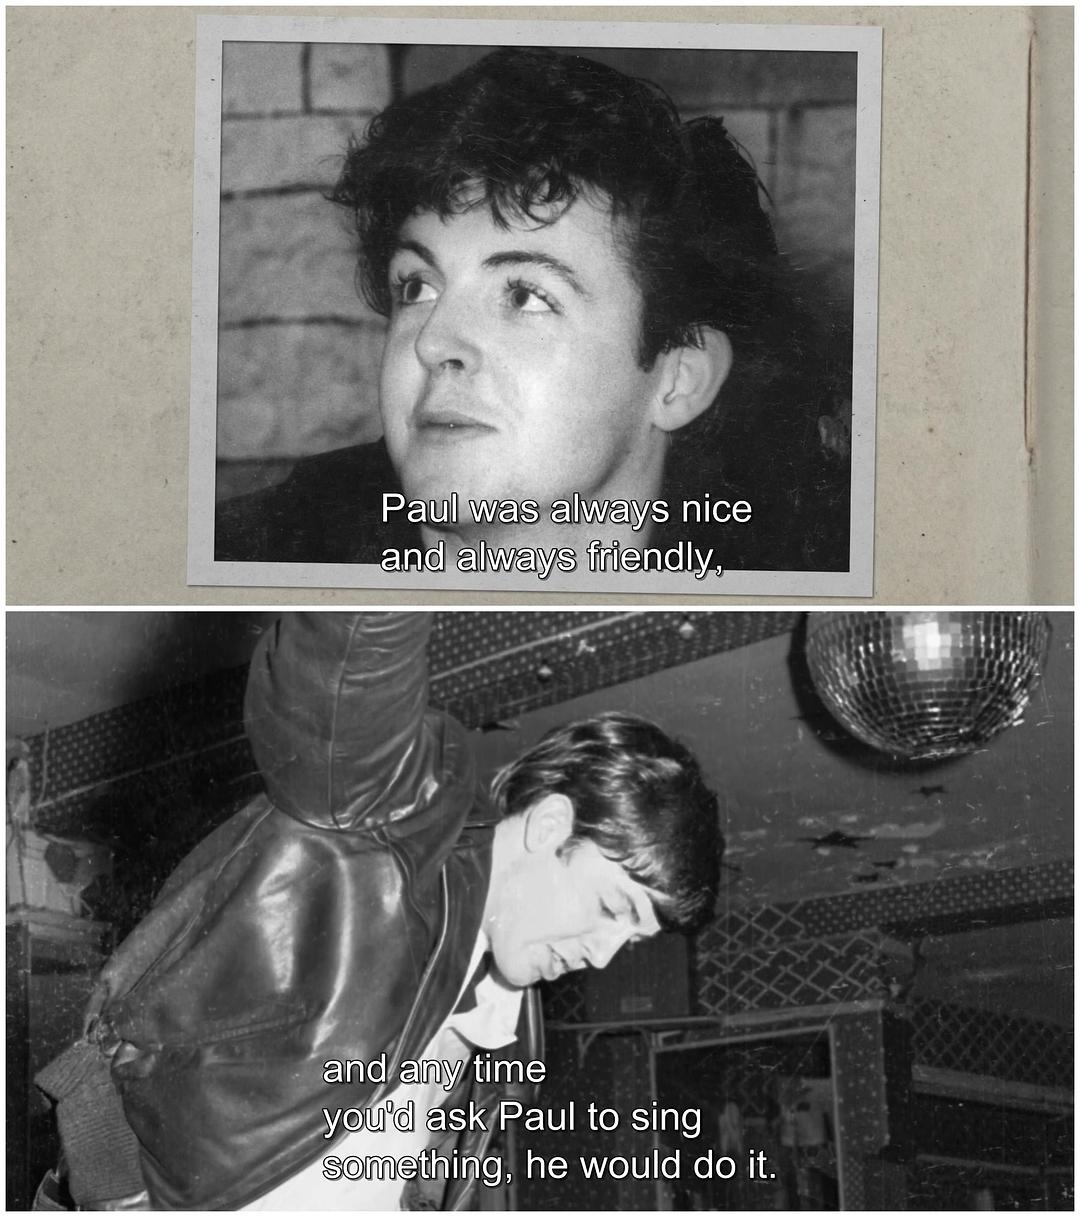 Paul was always nice
and always friendly,
and any time
you'd ask Paul to sing
something, he would do it.